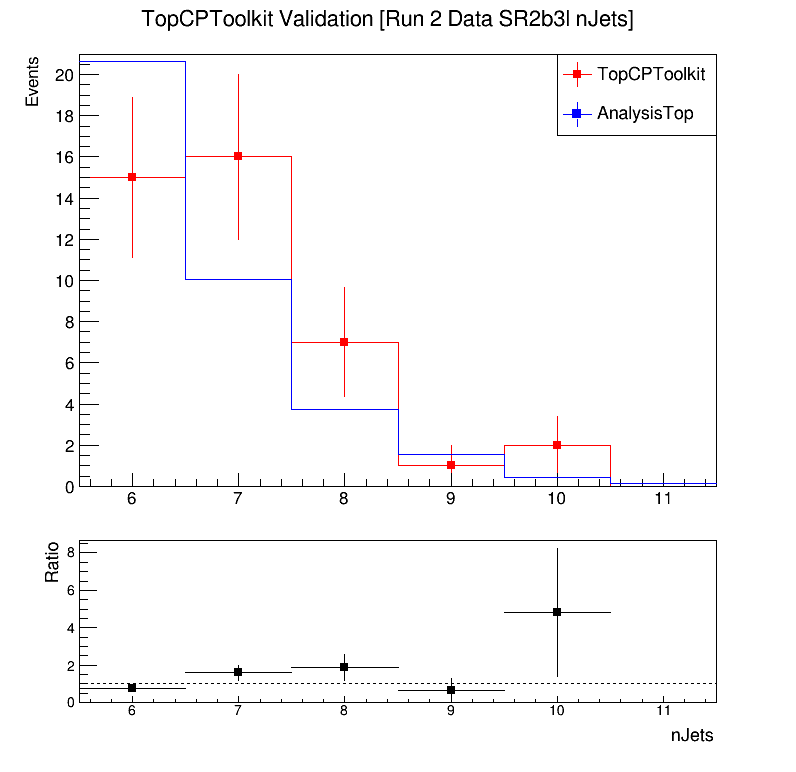 TopCPToolkit Validation [Run 2 Data SR2b3l nJets]
Events
20
18
16
14
12
10
8
6
4
2
0
TopCPToolkit
AnalysisTop
6 7 8 9 10 11
Ratio
8
6
4
2
0
6 7 8 9 10 11
nJets